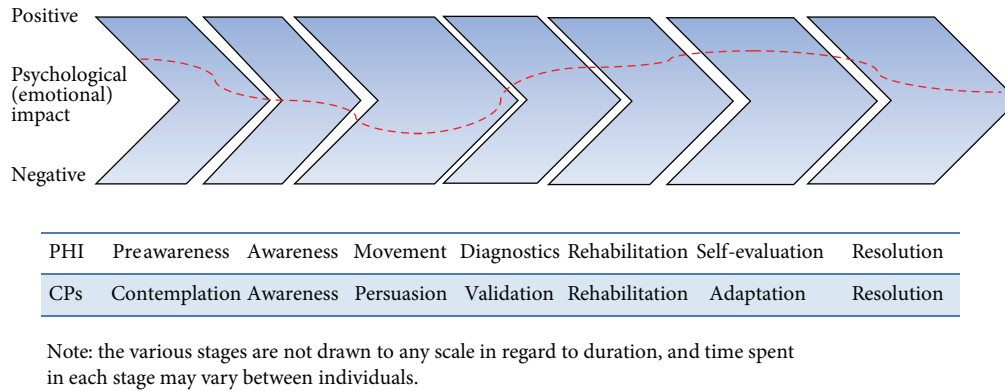 Positive
Psychological
(emotional)
impact
Negative
PHI Preawareness Awareness Movement Diagnostics Rehabilitation Self-evaluation Resolution
CPs Contemplation Awareness Persuasion Validation Rehabilitation Adaptation Resolution
Note: the various stages are not drawn to any scale in regard to duration, and time spent
in each stage may vary between individuals.